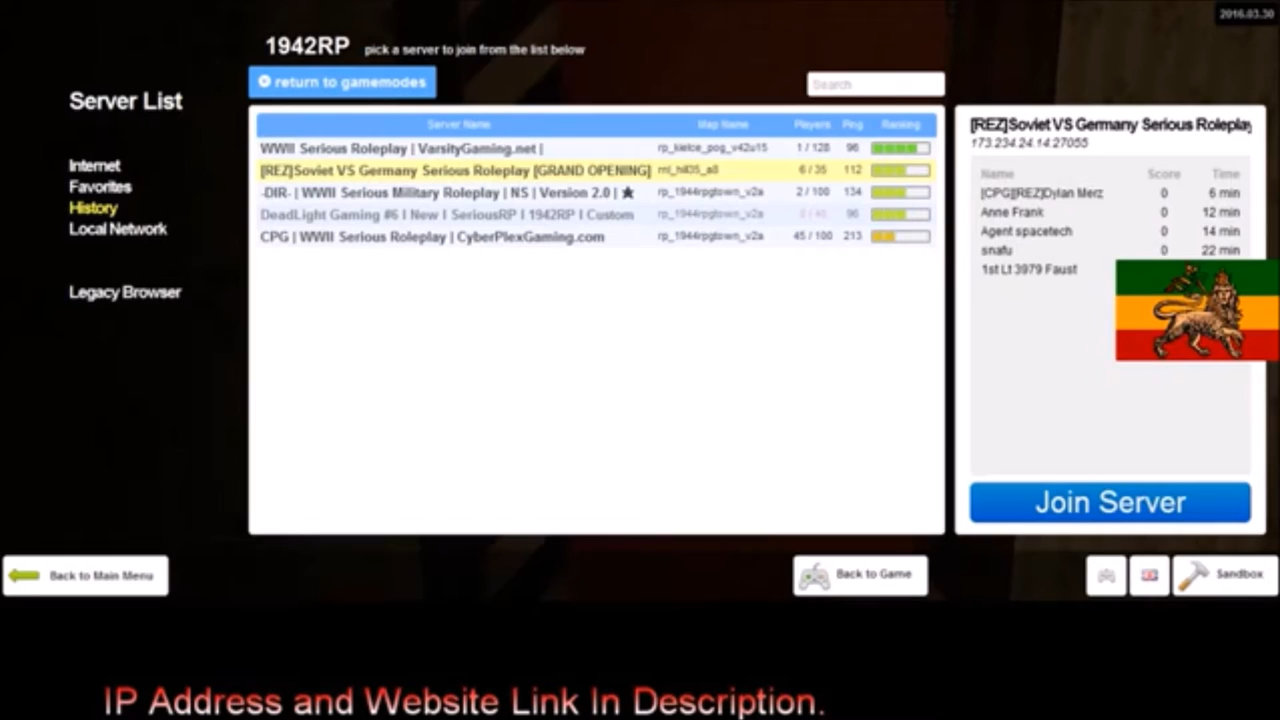 2016.03.30
1942RP pick a server to join from the list below
return to gamemodes
Search
Server List
Internet
Favorites
History
Local Network
Legacy Browser
Server Name Map Name Players Ping Ranking
WWII Serious Roleplay | VarsityGaming.net | rp_kielce_pog_v42u15 1 / 128 96
[REZ]Soviet VS Germany Serious Roleplay [GRAND OPENING] 6 / 35 112
-DIR- | WWII Serious Military Roleplay | NS | Version 2.0 | ★ rp_1944rpgtown_v2a 2 / 100 134
DeadLight Gaming #6 | New | SeriousRP | 1942RP | Custom rp_1944rpgtown_v2a 96
CPG | WWII Serious Roleplay | CyberPlexGaming.com rp_1944rpgtown_v2a 45 / 100 213
[REZ]Soviet VS Germany Serious Roleplay
173.234.24.14:27055
Name Score Time
[CPG][REZ]Dylan Merz 0 6 min
Anne Frank 0 12 min
Agent spacetech 0 14 min
snafu 0 22 min
1st Lt 3979 Faust
Join Server
Back to Main Menu
Back to Game
Sandbox
IP Address and Website Link In Description.